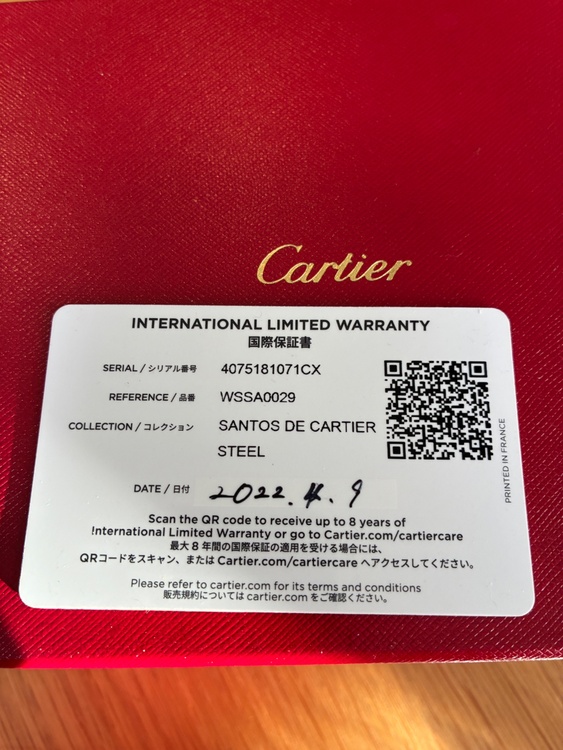 Cartier
INTERNATIONAL LIMITED WARRANTY
国際保証書
SERIAL / シリアル番号 4075181071CX
REFERENCE / 品番 WSSA0029
COLLECTION / コレクション SANTOS DE CARTIER
STEEL
DATE / 日付 2022.4.9
Scan the QR code to receive up to 8 years of
International Limited Warranty or go to Cartier.com/cartiercare
最大 8 年間の国際保証の適用を受ける場合には、
QRコードをスキャン、または Cartier.com/cartiercare へアクセスしてください。
Please refer to cartier.com for its terms and conditions
販売規約については cartier.com をご確認ください。
PRINTED IN FRANCE